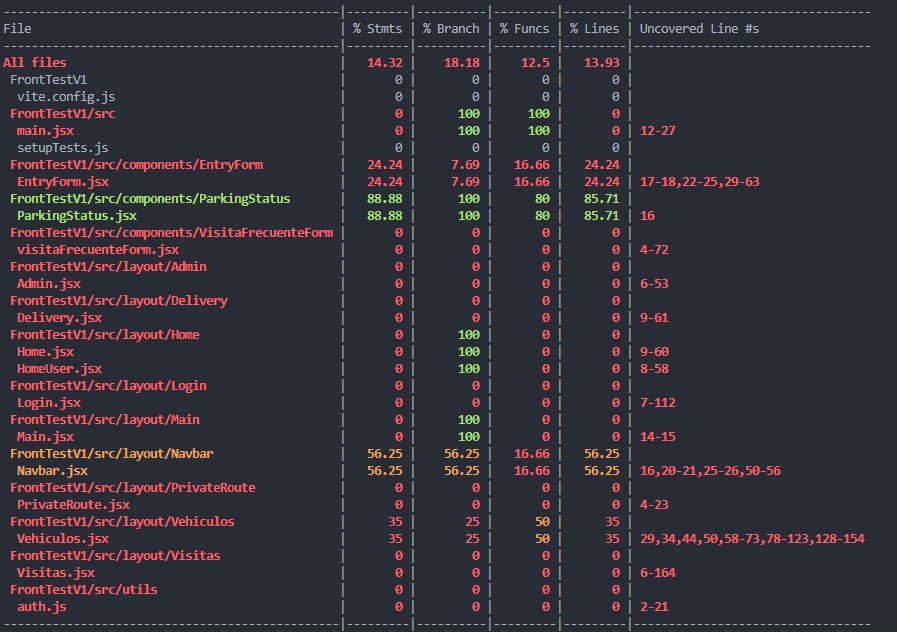 -----------------------------------------------|---------|----------|---------|---------|----------------------------------
File | % Stmts | % Branch | % Funcs | % Lines | Uncovered Line #s
-----------------------------------------------|---------|----------|---------|---------|----------------------------------
All files | 14.32 | 18.18 | 12.5 | 13.93 |
FrontTestV1 | 0 | 0 | 0 | 0 |
vite.config.js | 0 | 0 | 0 | 0 |
FrontTestV1/src | 0 | 100 | 100 | 0 |
main.jsx | 0 | 100 | 100 | 0 | 12-27
setupTests.js | 0 | 0 | 0 | 0 |
FrontTestV1/src/components/EntryForm | 24.24 | 7.69 | 16.66 | 24.24 |
EntryForm.jsx | 24.24 | 7.69 | 16.66 | 24.24 | 17-18,22-25,29-63
FrontTestV1/src/components/ParkingStatus | 88.88 | 100 | 80 | 85.71 |
ParkingStatus.jsx | 88.88 | 100 | 80 | 85.71 | 16
FrontTestV1/src/components/VisitaFrecuenteForm | 0 | 0 | 0 | 0 |
visitaFrecuenteForm.jsx | 0 | 0 | 0 | 0 | 4-72
FrontTestV1/src/layout/Admin | 0 | 0 | 0 | 0 |
Admin.jsx | 0 | 0 | 0 | 0 | 6-53
FrontTestV1/src/layout/Delivery | 0 | 0 | 0 | 0 |
Delivery.jsx | 0 | 0 | 0 | 0 | 9-61
FrontTestV1/src/layout/Home | 0 | 100 | 0 | 0 |
Home.jsx | 0 | 100 | 0 | 0 | 9-60
HomeUser.jsx | 0 | 100 | 0 | 0 | 8-58
FrontTestV1/src/layout/Login | 0 | 0 | 0 | 0 |
Login.jsx | 0 | 0 | 0 | 0 | 7-112
FrontTestV1/src/layout/Main | 0 | 100 | 0 | 0 |
Main.jsx | 0 | 100 | 0 | 0 | 14-15
FrontTestV1/src/layout/Navbar | 56.25 | 56.25 | 16.66 | 56.25 |
Navbar.jsx | 56.25 | 56.25 | 16.66 | 56.25 | 16,20-21,25-26,50-56
FrontTestV1/src/layout/PrivateRoute | 0 | 0 | 0 | 0 |
PrivateRoute.jsx | 0 | 0 | 0 | 0 | 4-23
FrontTestV1/src/layout/Vehiculos | 35 | 25 | 50 | 35 |
Vehiculos.jsx | 35 | 25 | 50 | 35 | 29,34,44,50,58-73,78-123,128-154
FrontTestV1/src/layout/Visitas | 0 | 0 | 0 | 0 |
Visitas.jsx | 0 | 0 | 0 | 0 | 6-164
FrontTestV1/src/utils | 0 | 0 | 0 | 0 |
auth.js | 0 | 0 | 0 | 0 | 2-21
-----------------------------------------------|---------|----------|---------|---------|----------------------------------